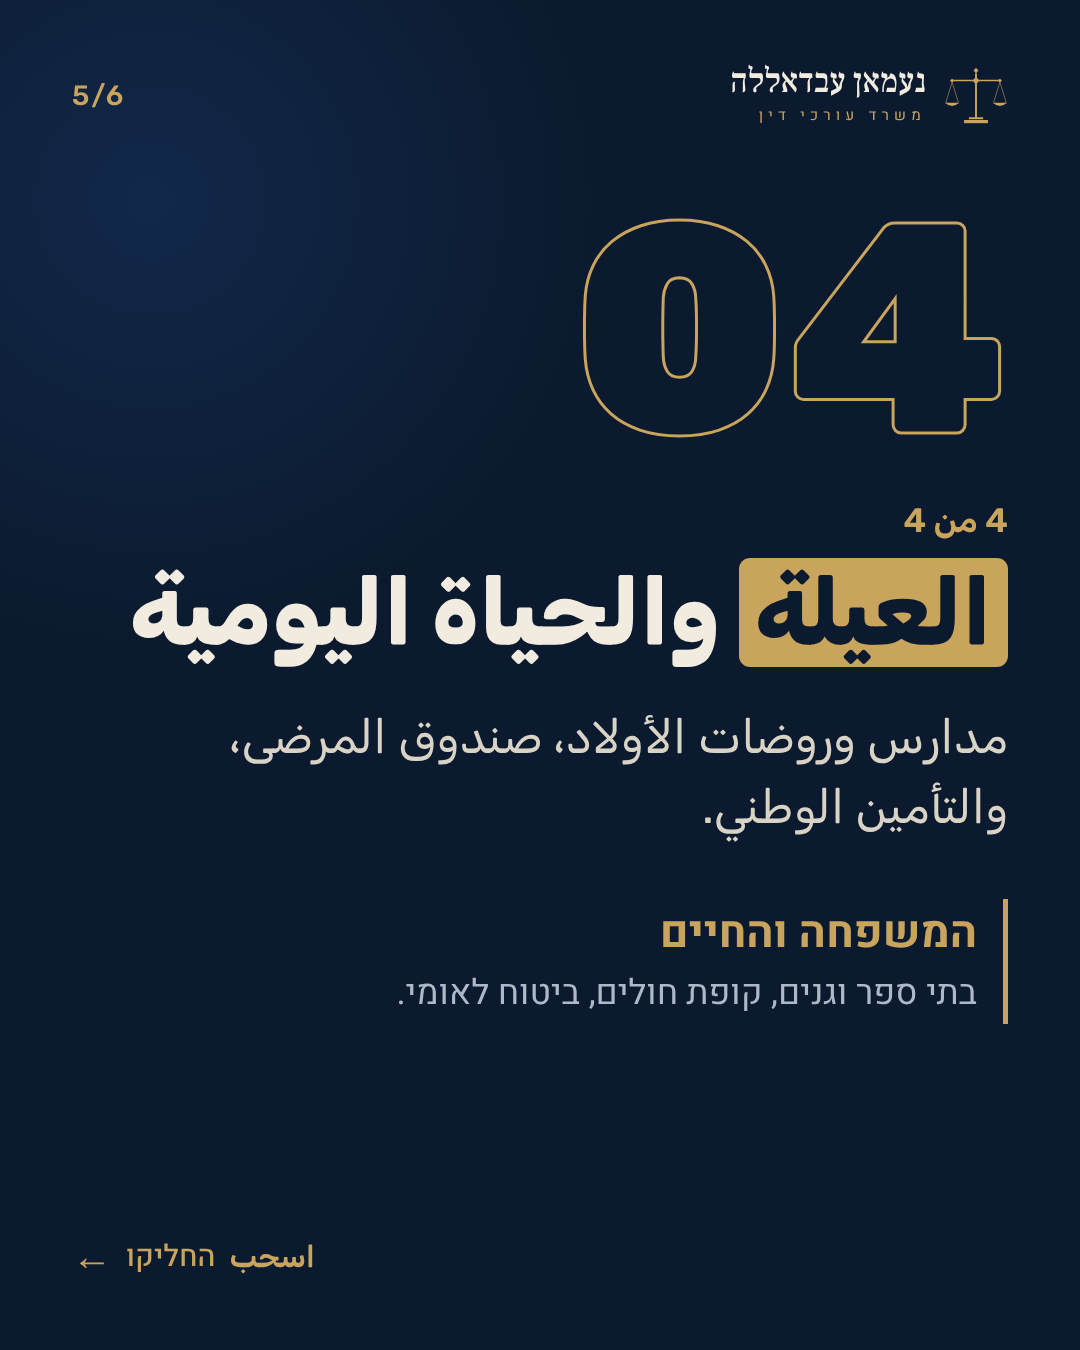 נעמאן עבדאללה
משרד עורכי דין
5/6
04
4 من 4
العيلة والحياة اليومية
مدارس وروضات الأولاد، صندوق المرضى،
والتأمين الوطني.
המשפחה והחיים
בתי ספר וגנים, קופת חולים, ביטוח לאומי.
اسحب החליקו ←